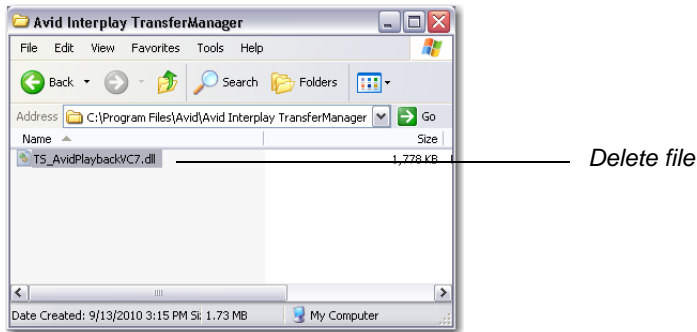 Avid Interplay TransferManager
File Edit View Favorites Tools Help
Back Search Folders
Address C:\Program Files\Avid\Avid Interplay TransferManager Go
Name Size
TS_AvidPlaybackVC7.dll 1,778 KB
Delete file
Date Created: 9/13/2010 3:15 PM Si: 1.73 MB My Computer